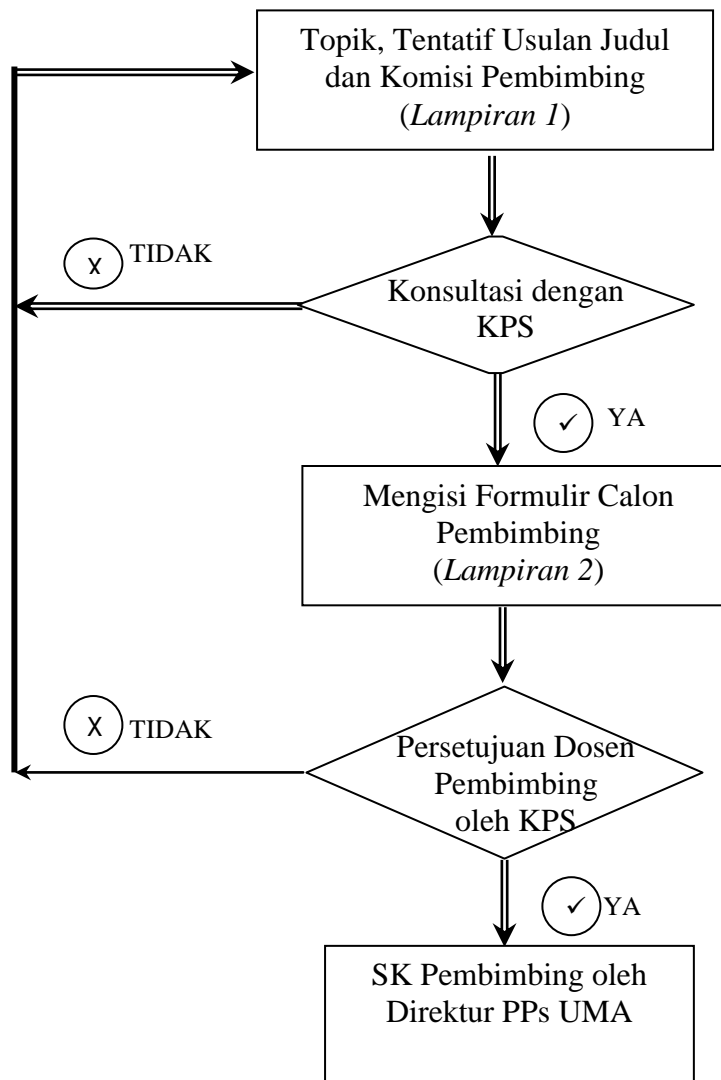 Topik, Tentatif Usulan Judul
dan Komisi Pembimbing
(Lampiran 1)
X TIDAK
Konsultasi dengan
KPS
✓ YA
Mengisi Formulir Calon
Pembimbing
(Lampiran 2)
X TIDAK
Persetujuan Dosen
Pembimbing
oleh KPS
✓ YA
SK Pembimbing oleh
Direktur PPs UMA